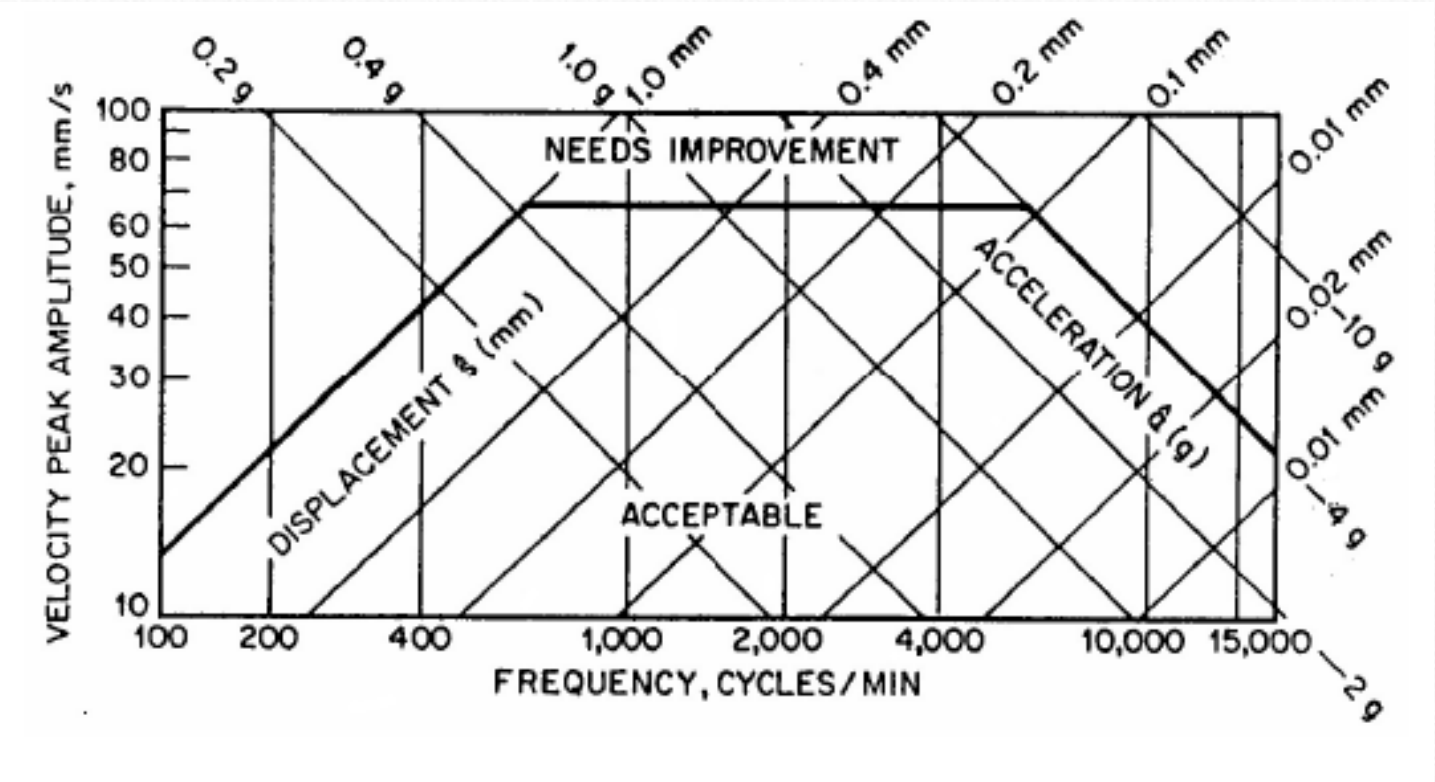 0.2 g
0.4 g
1.0 g
1.0 mm
0.4 mm
0.2 mm
0.1 mm
0.01 mm
0.02 mm
10 g
0.01 mm
4 g
2 g
VELOCITY PEAK AMPLITUDE, mm/s
100
80
60
50
40
30
20
10
NEEDS IMPROVEMENT
DISPLACEMENT ŝ (mm)
ACCELERATION â (g)
ACCEPTABLE
100 200 400 1,000 2,000 4,000 10,000 15,000
FREQUENCY, CYCLES/MIN